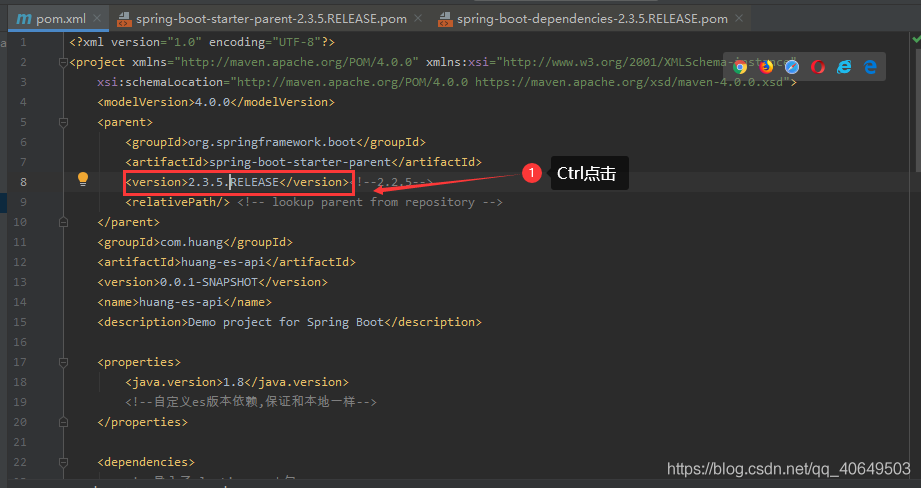 pom.xml spring-boot-starter-parent-2.3.5.RELEASE.pom spring-boot-dependencies-2.3.5.RELEASE.pom
1 <?xml version="1.0" encoding="UTF-8"?>
2 <project xmlns="http://maven.apache.org/POM/4.0.0" xmlns:xsi="http://www.w3.org/2001/XMLSchema-instance"
3 xsi:schemaLocation="http://maven.apache.org/POM/4.0.0 https://maven.apache.org/xsd/maven-4.0.0.xsd">
4 <modelVersion>4.0.0</modelVersion>
5 <parent>
6 <groupId>org.springframework.boot</groupId>
7 <artifactId>spring-boot-starter-parent</artifactId>
8 <version>2.3.5.RELEASE</version><!--2.2.5--> 1 Ctrl点击
9 <relativePath/> <!-- lookup parent from repository -->
10 </parent>
11 <groupId>com.huang</groupId>
12 <artifactId>huang-es-api</artifactId>
13 <version>0.0.1-SNAPSHOT</version>
14 <name>huang-es-api</name>
15 <description>Demo project for Spring Boot</description>
16
17 <properties>
18 <java.version>1.8</java.version>
19 <!--自定义es版本依赖,保证和本地一样-->
20 </properties>
21
22 <dependencies>
https://blog.csdn.net/qq_40649503